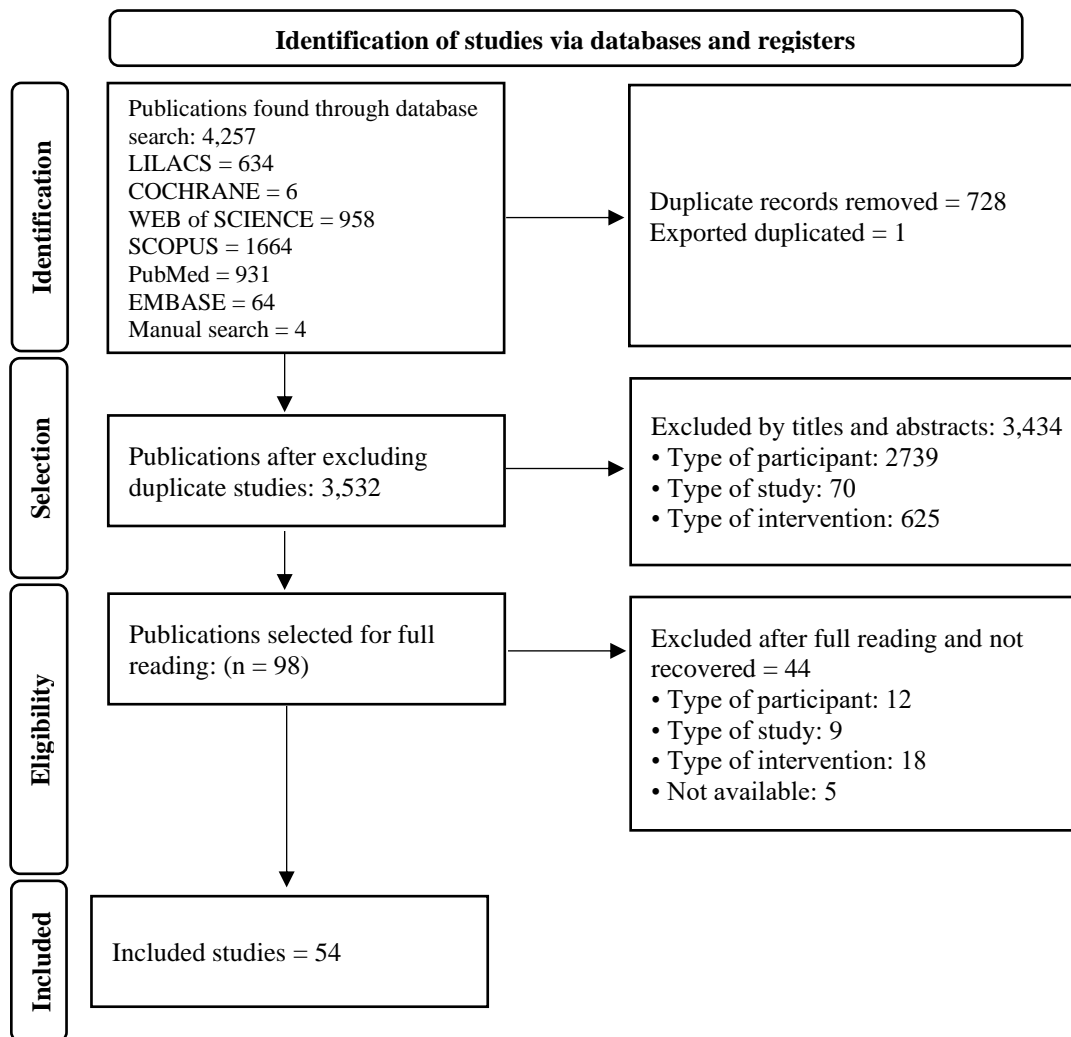 Identification of studies via databases and registers
Identification
Publications found through database
search: 4,257
LILACS = 634
COCHRANE = 6
WEB of SCIENCE = 958
SCOPUS = 1664
PubMed = 931
EMBASE = 64
Manual search = 4
Duplicate records removed = 728
Exported duplicated = 1
Selection
Publications after excluding
duplicate studies: 3,532
Excluded by titles and abstracts: 3,434
• Type of participant: 2739
• Type of study: 70
• Type of intervention: 625
Eligibility
Publications selected for full
reading: (n = 98)
Excluded after full reading and not
recovered = 44
• Type of participant: 12
• Type of study: 9
• Type of intervention: 18
• Not available: 5
Included
Included studies = 54